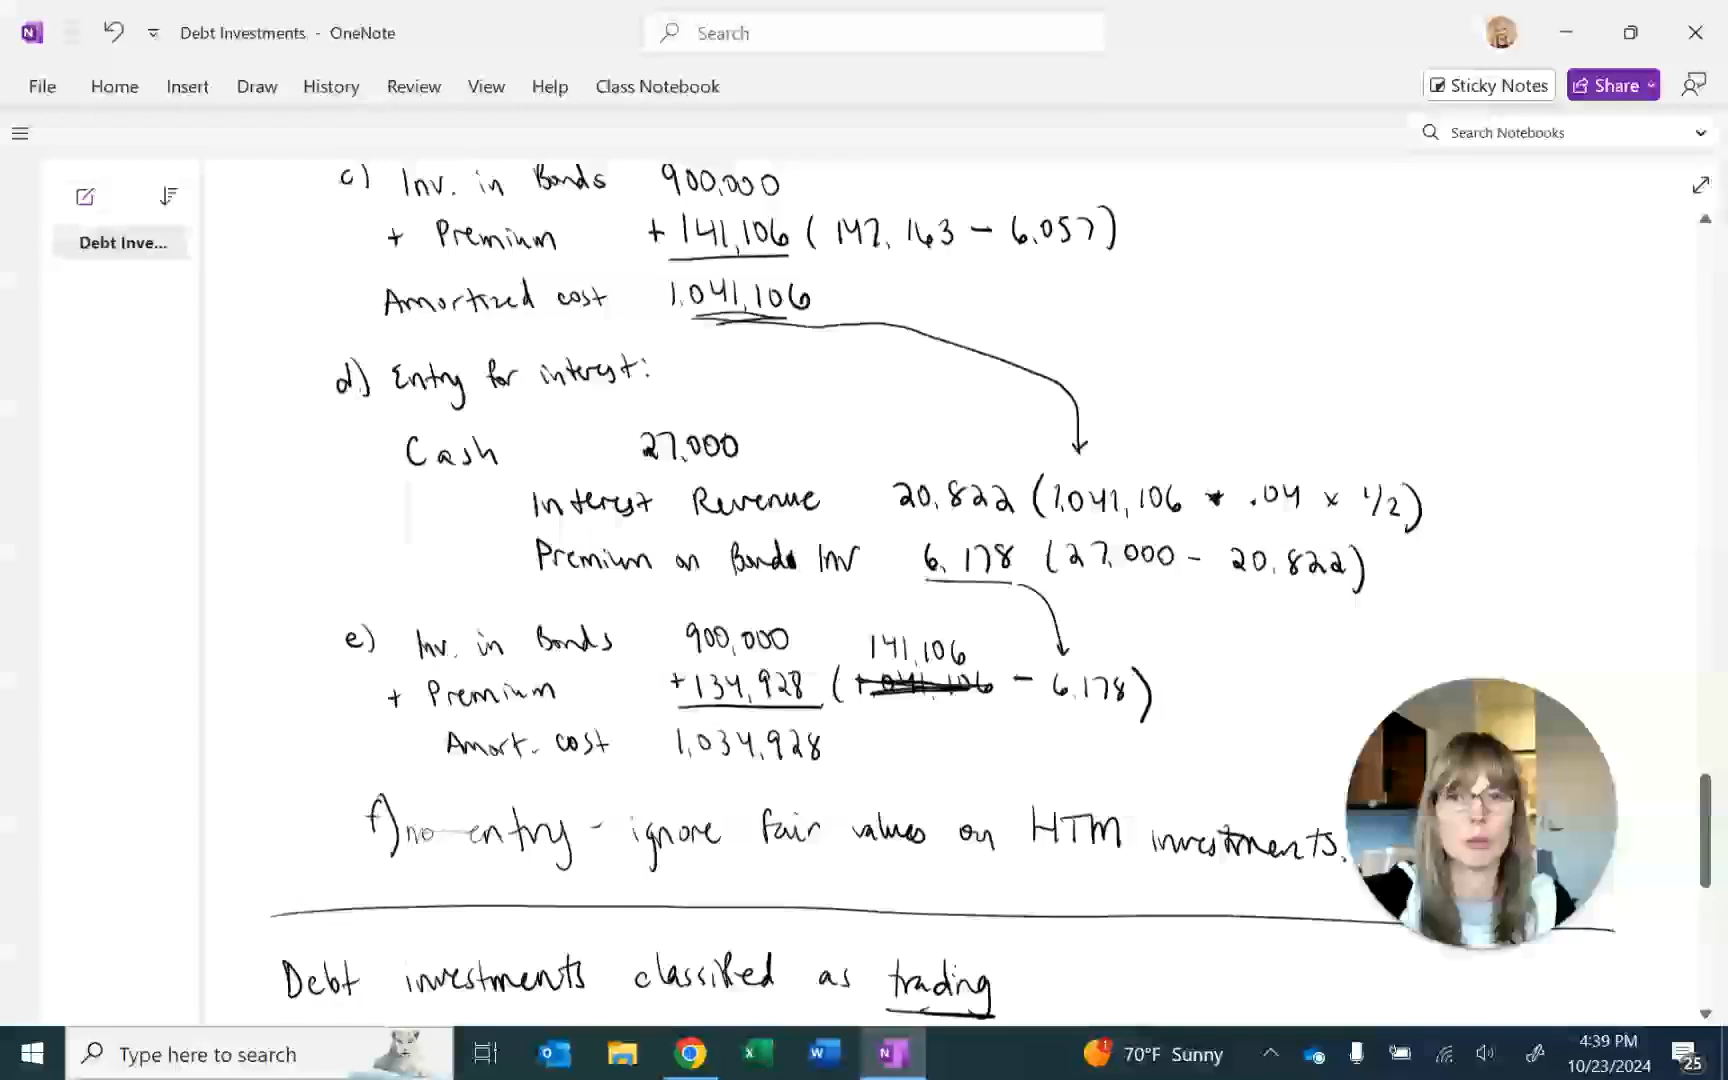 Debt Investments - OneNote
Search
File Home Insert Draw History Review View Help Class Notebook
Sticky Notes
Share
Search Notebooks
Debt Inve...
c) Inv. in Bonds 900,000
+ Premium + 141,106 (147,163 - 6,057)
Amortized cost 1,041,106
d) Entry for interest:
Cash 27,000
Interest Revenue 20,822 (1,041,106 * .04 x 1/2)
Premium on Bonds Inv 6,178 (27,000 - 20,822)
e) Inv. in Bonds 900,000 141,106
+ Premium +134,928 (1,041,106 - 6,178)
Amort. cost 1,034,928
f) no entry - ignore fair values on HTM investments.
Debt investments classified as trading
Type here to search
70°F Sunny
4:39 PM
10/23/2024
25